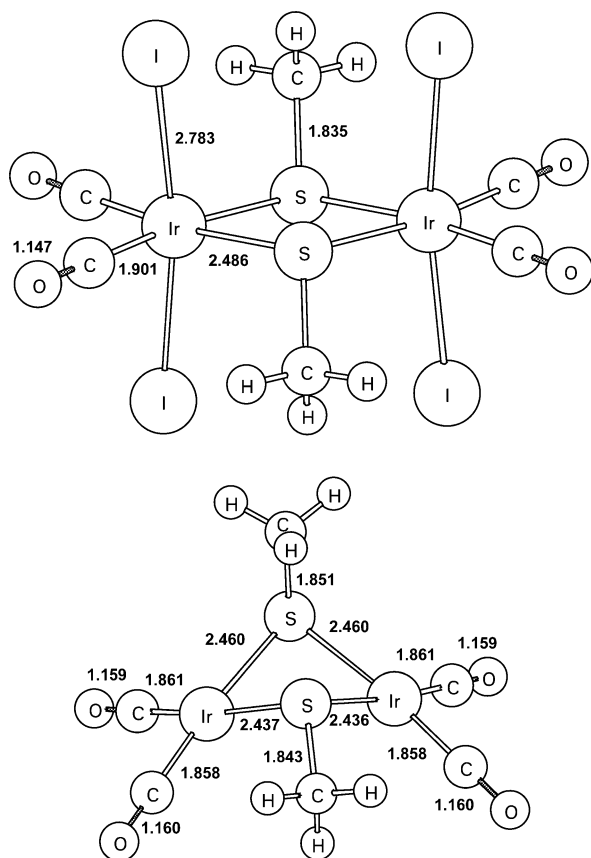 H
I I
H C H
2.783 1.835
O C S C O
Ir Ir
1.147 C S C
O 1.901 2.486 O
C
H H
I H I
H H
C
H
1.851
S
2.460 2.460
1.159 1.861 1.861 1.159
O C Ir S Ir C O
2.437 2.436
1.858 1.843 1.858
C H C H C
1.160 H 1.160
O O